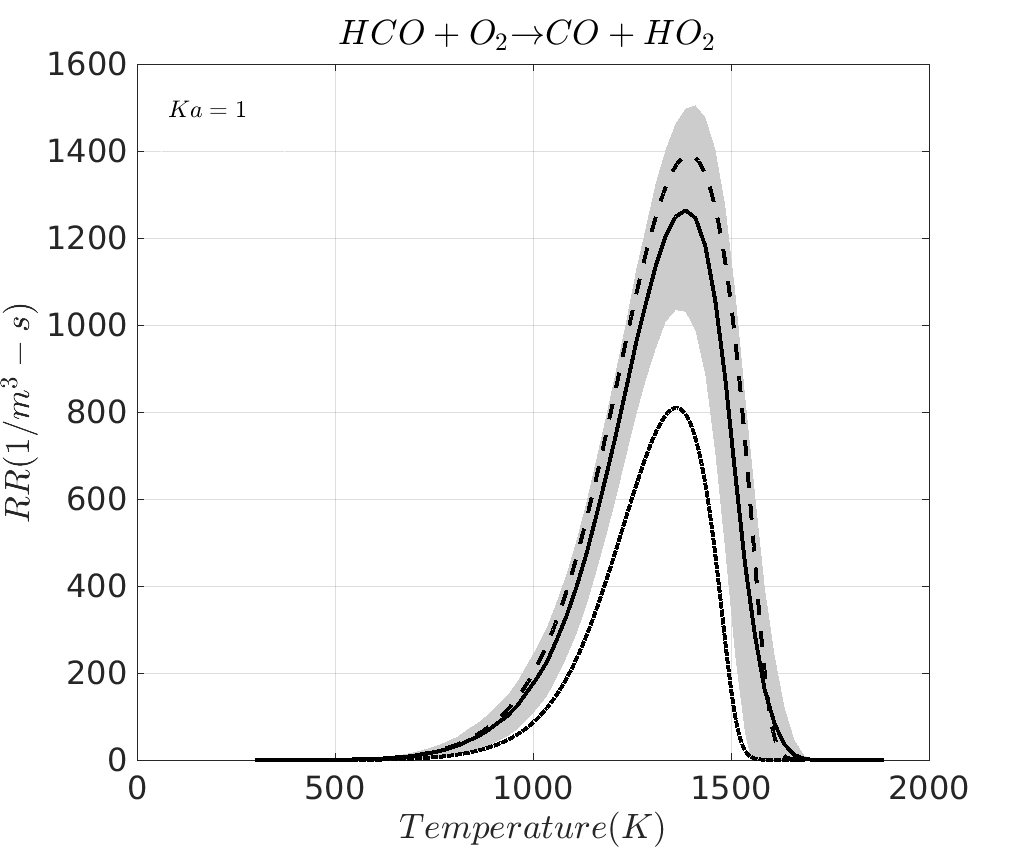 HCO + O₂→CO + HO₂
Ka = 1
1600
1400
1200
1000
800
600
400
200
0
RR(1/m³ − s)
0 500 1000 1500 2000
Temperature(K)